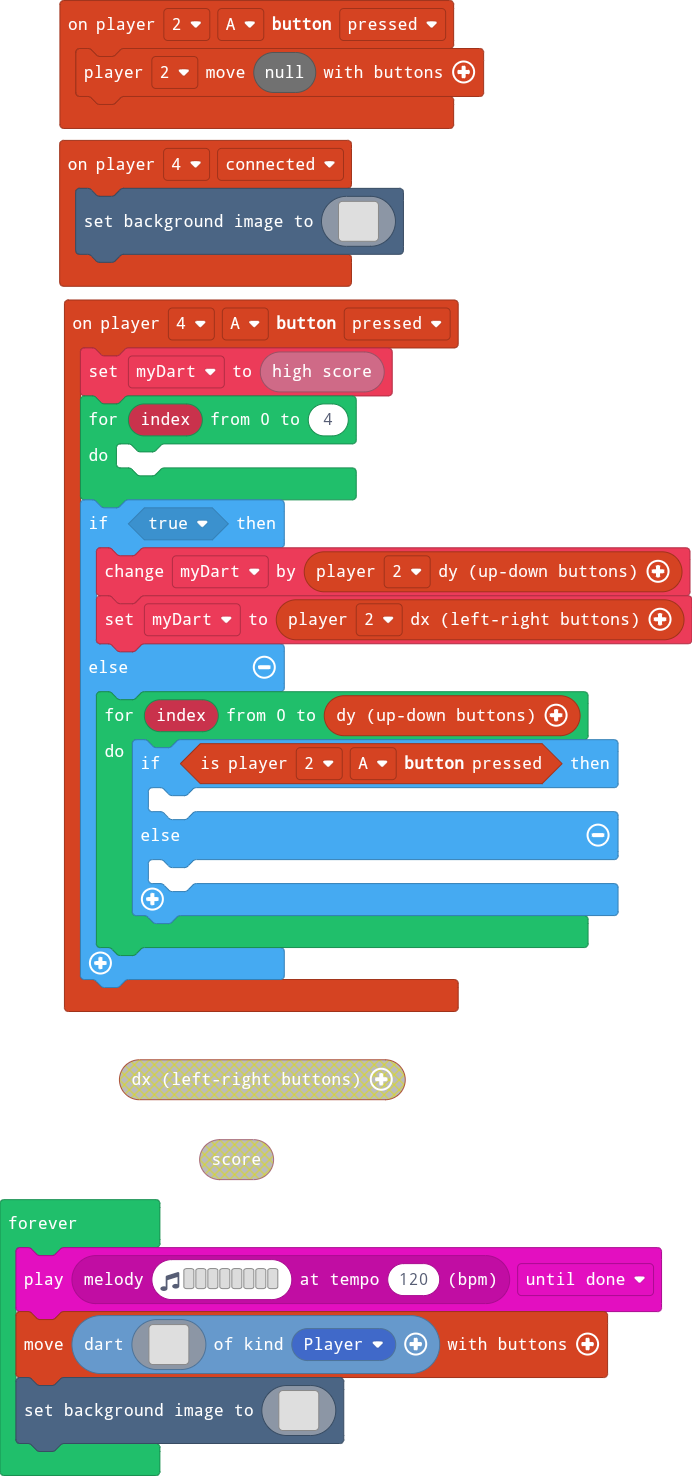 on player 2 A button pressed
player 2 move null with buttons
on player 4 connected
set background image to
on player 4 A button pressed
set myDart to high score
for index from 0 to 4
do
if true then
change myDart by player 2 dy (up-down buttons)
set myDart to player 2 dx (left-right buttons)
else
for index from 0 to dy (up-down buttons)
do
if is player 2 A button pressed then
else
dx (left-right buttons)
score
forever
play melody at tempo 120 (bpm) until done
move dart of kind Player with buttons
set background image to